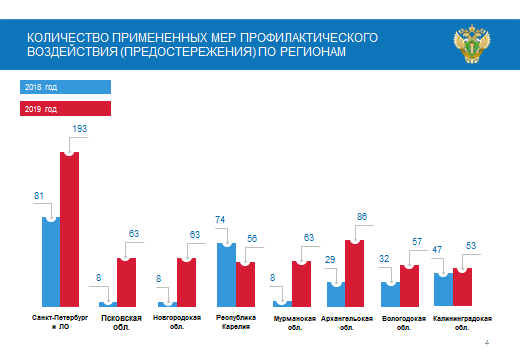 КОЛИЧЕСТВО ПРИМЕНЕННЫХ МЕР ПРОФИЛАКТИЧЕСКОГО
ВОЗДЕЙСТВИЯ (ПРЕДОСТЕРЕЖЕНИЯ) ПО РЕГИОНАМ
2018 год
2019 год
81
193
8
63
8
63
74
56
8
63
29
86
32
57
47
53
Санкт-Петербург
и ЛО
Псковская
обл.
Новгородская
обл.
Республика
Карелия
Мурманская
обл.
Архангельская
обл.
Вологодская
обл.
Калининградская
обл.
4